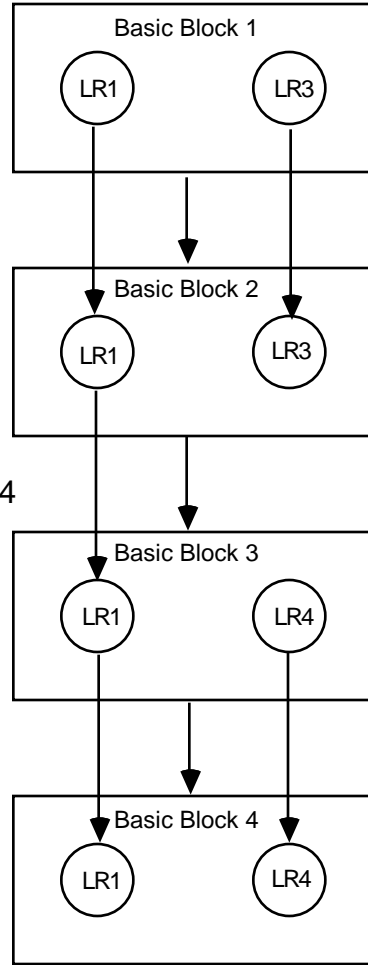 Basic Block 1
LR1 LR3
Basic Block 2
LR1 LR3
4
Basic Block 3
LR1 LR4
Basic Block 4
LR1 LR4